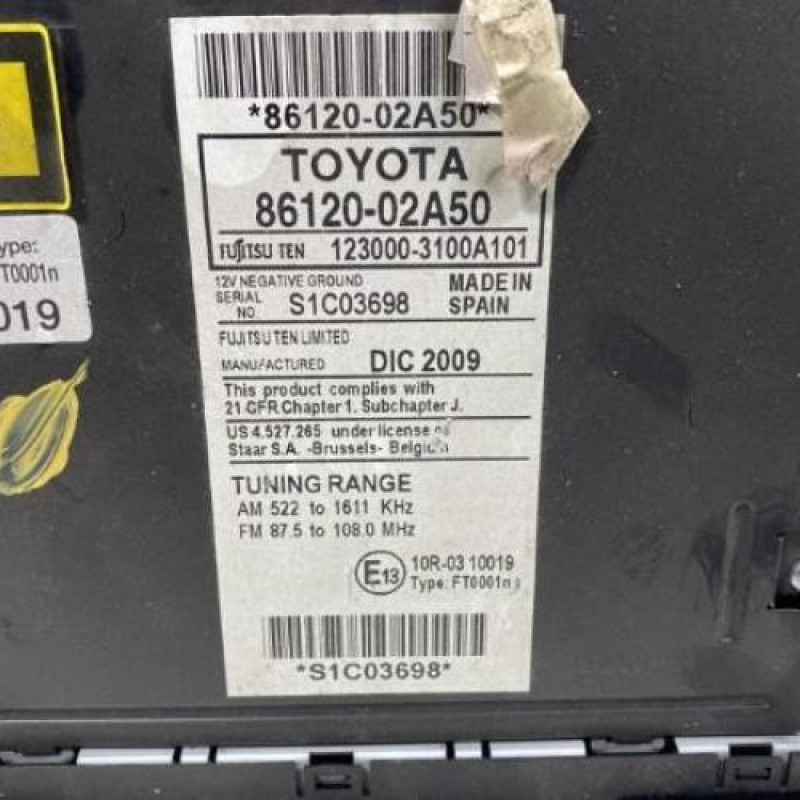 *86120-02A50*
TOYOTA
86120-02A50
FUJITSU TEN 123000-3100A101
12V NEGATIVE GROUND
MADE IN SPAIN
SERIAL NO. S1C03698
FUJITSU TEN LIMITED
MANUFACTURED DIC 2009
This product complies with
21 CFR Chapter 1. Subchapter J.
US 4.527.265 under license
Staar S.A. -Brussels- Belgium
TUNING RANGE
AM 522 to 1611 KHz
FM 87.5 to 108.0 MHz
E13 10R-03 10019
Type: FT0001n
*S1C03698*
ype:
T0001n
019